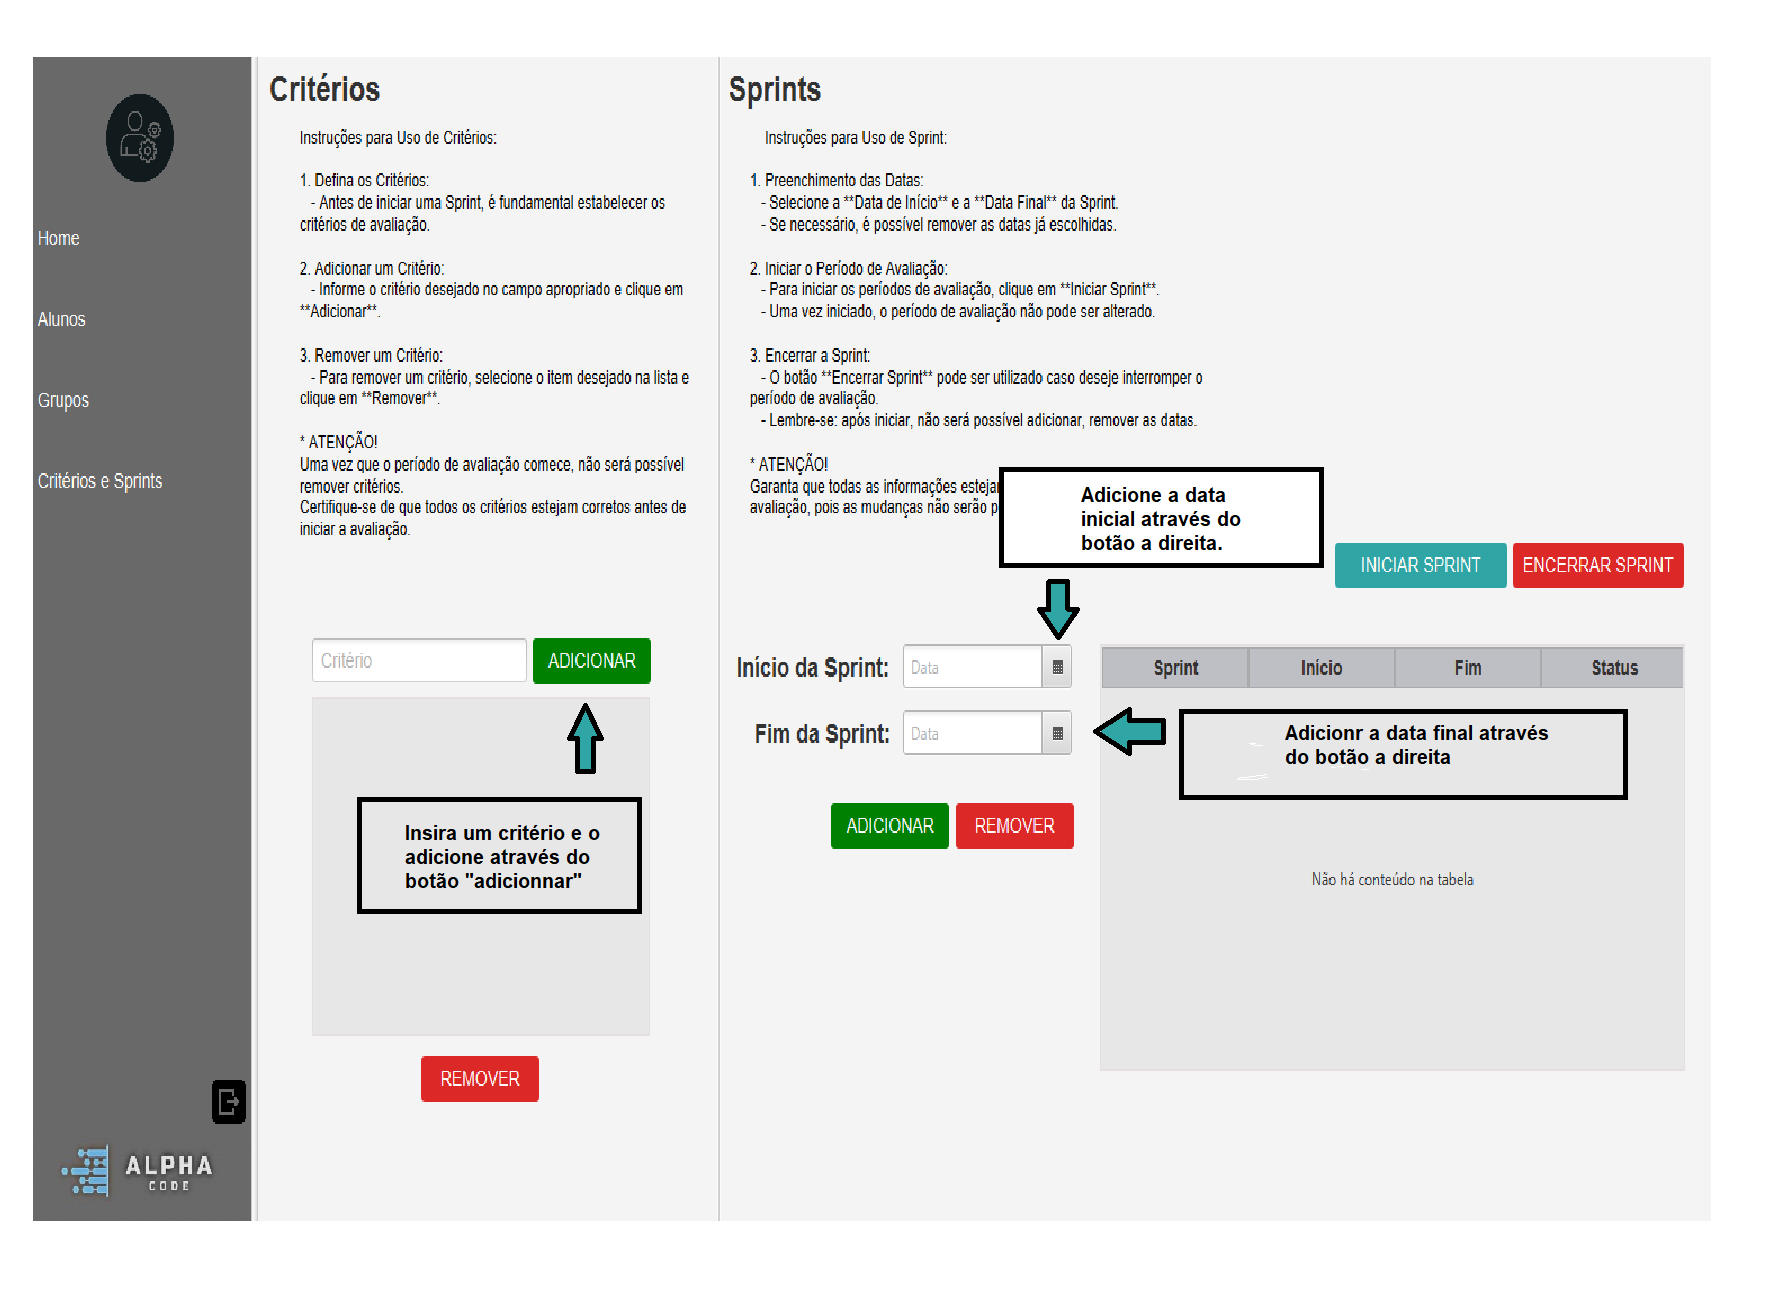 Home
Alunos
Grupos
Critérios e Sprints
ALPHA
CODE
Critérios
Instruções para Uso de Critérios:
1. Defina os Critérios:
- Antes de iniciar uma Sprint, é fundamental estabelecer os
critérios de avaliação.
2. Adicionar um Critério:
- Informe o critério desejado no campo apropriado e clique em
**Adicionar**.
3. Remover um Critério:
- Para remover um critério, selecione o item desejado na lista e
clique em **Remover**.
* ATENÇÃO!
Uma vez que o período de avaliação comece, não será possível
remover critérios.
Certifique-se de que todos os critérios estejam corretos antes de
iniciar a avaliação.
Critério
ADICIONAR
Insira um critério e o
adicione através do
botão "adicionnar"
REMOVER
Sprints
Instruções para Uso de Sprint:
1. Preenchimento das Datas:
- Selecione a **Data de Início** e a **Data Final** da Sprint.
- Se necessário, é possível remover as datas já escolhidas.
2. Iniciar o Período de Avaliação:
- Para iniciar os períodos de avaliação, clique em **Iniciar Sprint**.
- Uma vez iniciado, o período de avaliação não pode ser alterado.
3. Encerrar a Sprint:
- O botão **Encerrar Sprint** pode ser utilizado caso deseje interromper o
período de avaliação.
- Lembre-se: após iniciar, não será possível adicionar, remover as datas.
* ATENÇÃO!
Garanta que todas as informações
avaliação, pois as mudanças não serão
Adicione a data
inicial através do
botão a direita.
INICIAR SPRINT
ENCERRAR SPRINT
Início da Sprint:
Data
Fim da Sprint:
Data
ADICIONAR
REMOVER
Sprint Início Fim Status
Adicionr a data final através
do botão a direita
Não há conteúdo na tabela